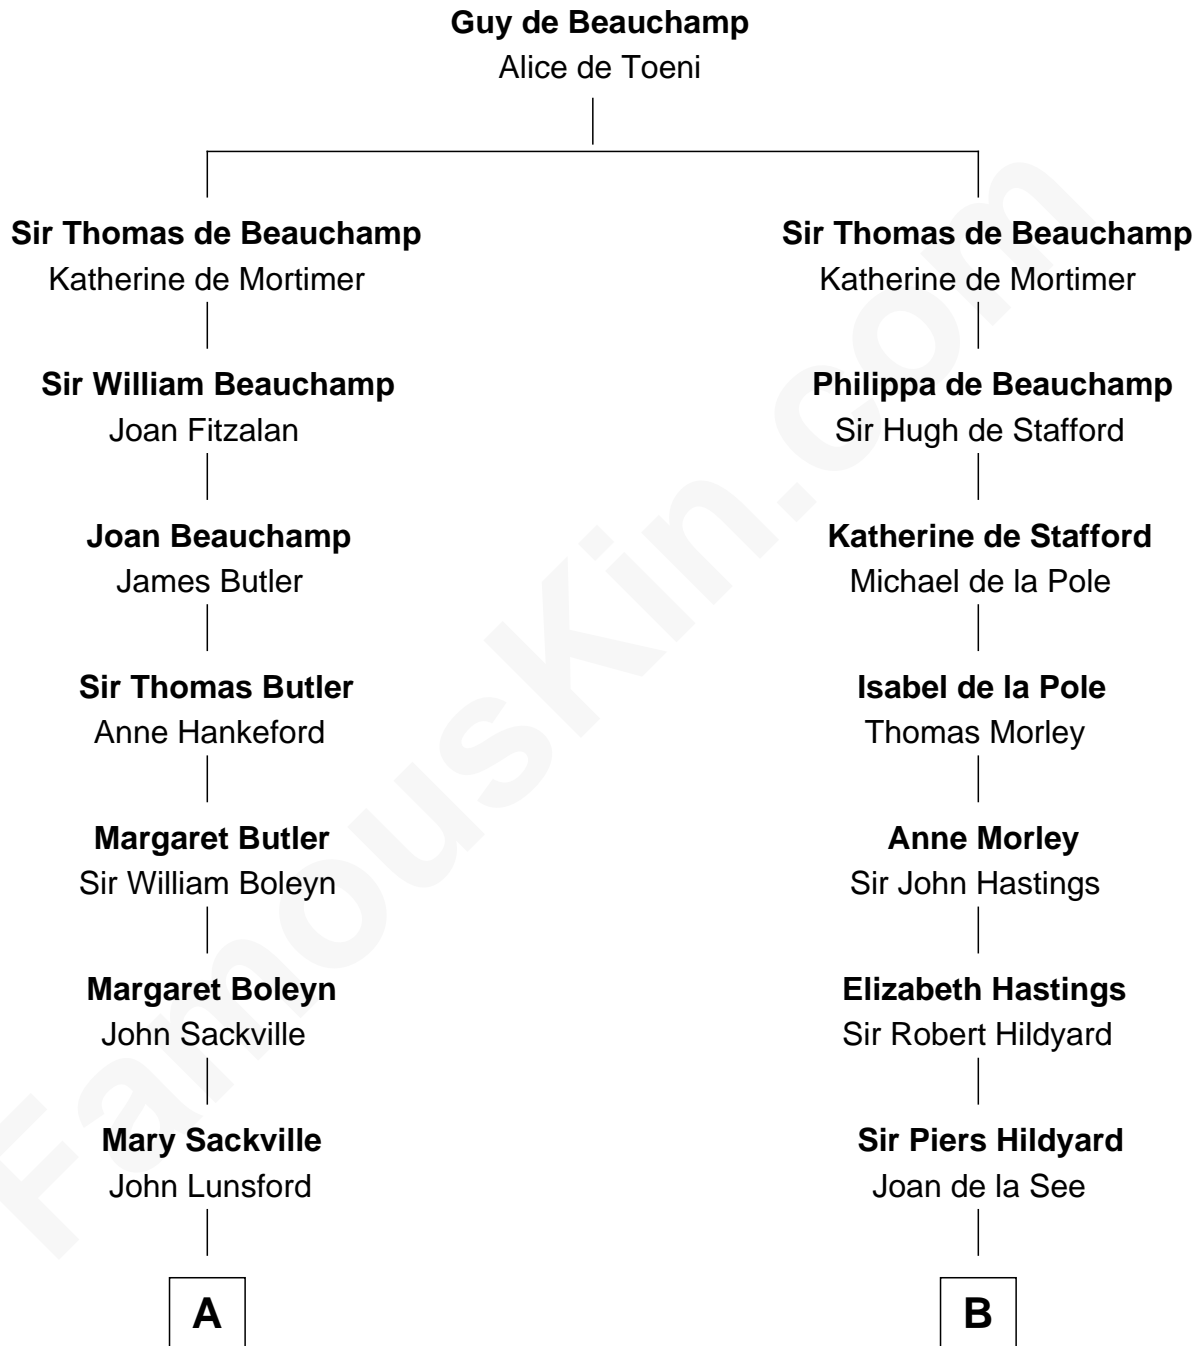 Guy de Beauchamp
Alice de Toeni
Sir Thomas de Beauchamp
Katherine de Mortimer
Sir William Beauchamp
Joan Fitzalan
Joan Beauchamp
James Butler
Sir Thomas Butler
Anne Hankeford
Margaret Butler
Sir William Boleyn
Margaret Boleyn
John Sackville
Mary Sackville
John Lunsford
A
Sir Thomas de Beauchamp
Katherine de Mortimer
Philippa de Beauchamp
Sir Hugh de Stafford
Katherine de Stafford
Michael de la Pole
Isabel de la Pole
Thomas Morley
Anne Morley
Sir John Hastings
Elizabeth Hastings
Sir Robert Hildyard
Sir Piers Hildyard
Joan de la See
B
FamousKin.com